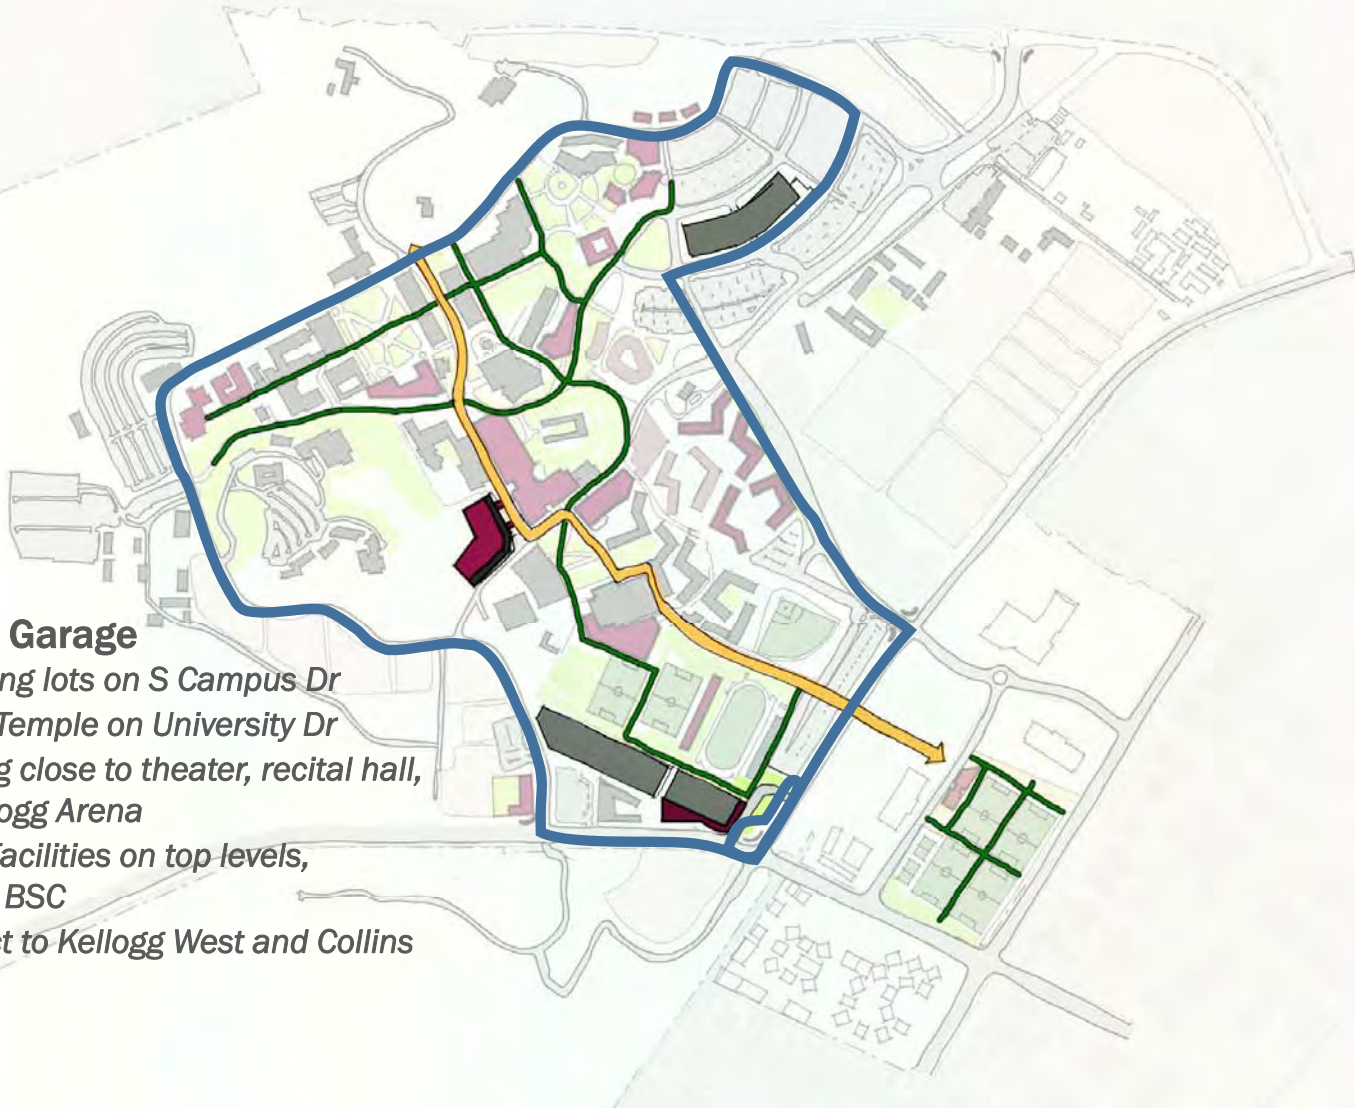 Garage
ng lots on S Campus Dr
Temple on University Dr
g close to theater, recital hall,
ogg Arena
Facilities on top levels,
BSC
ct to Kellogg West and Collins